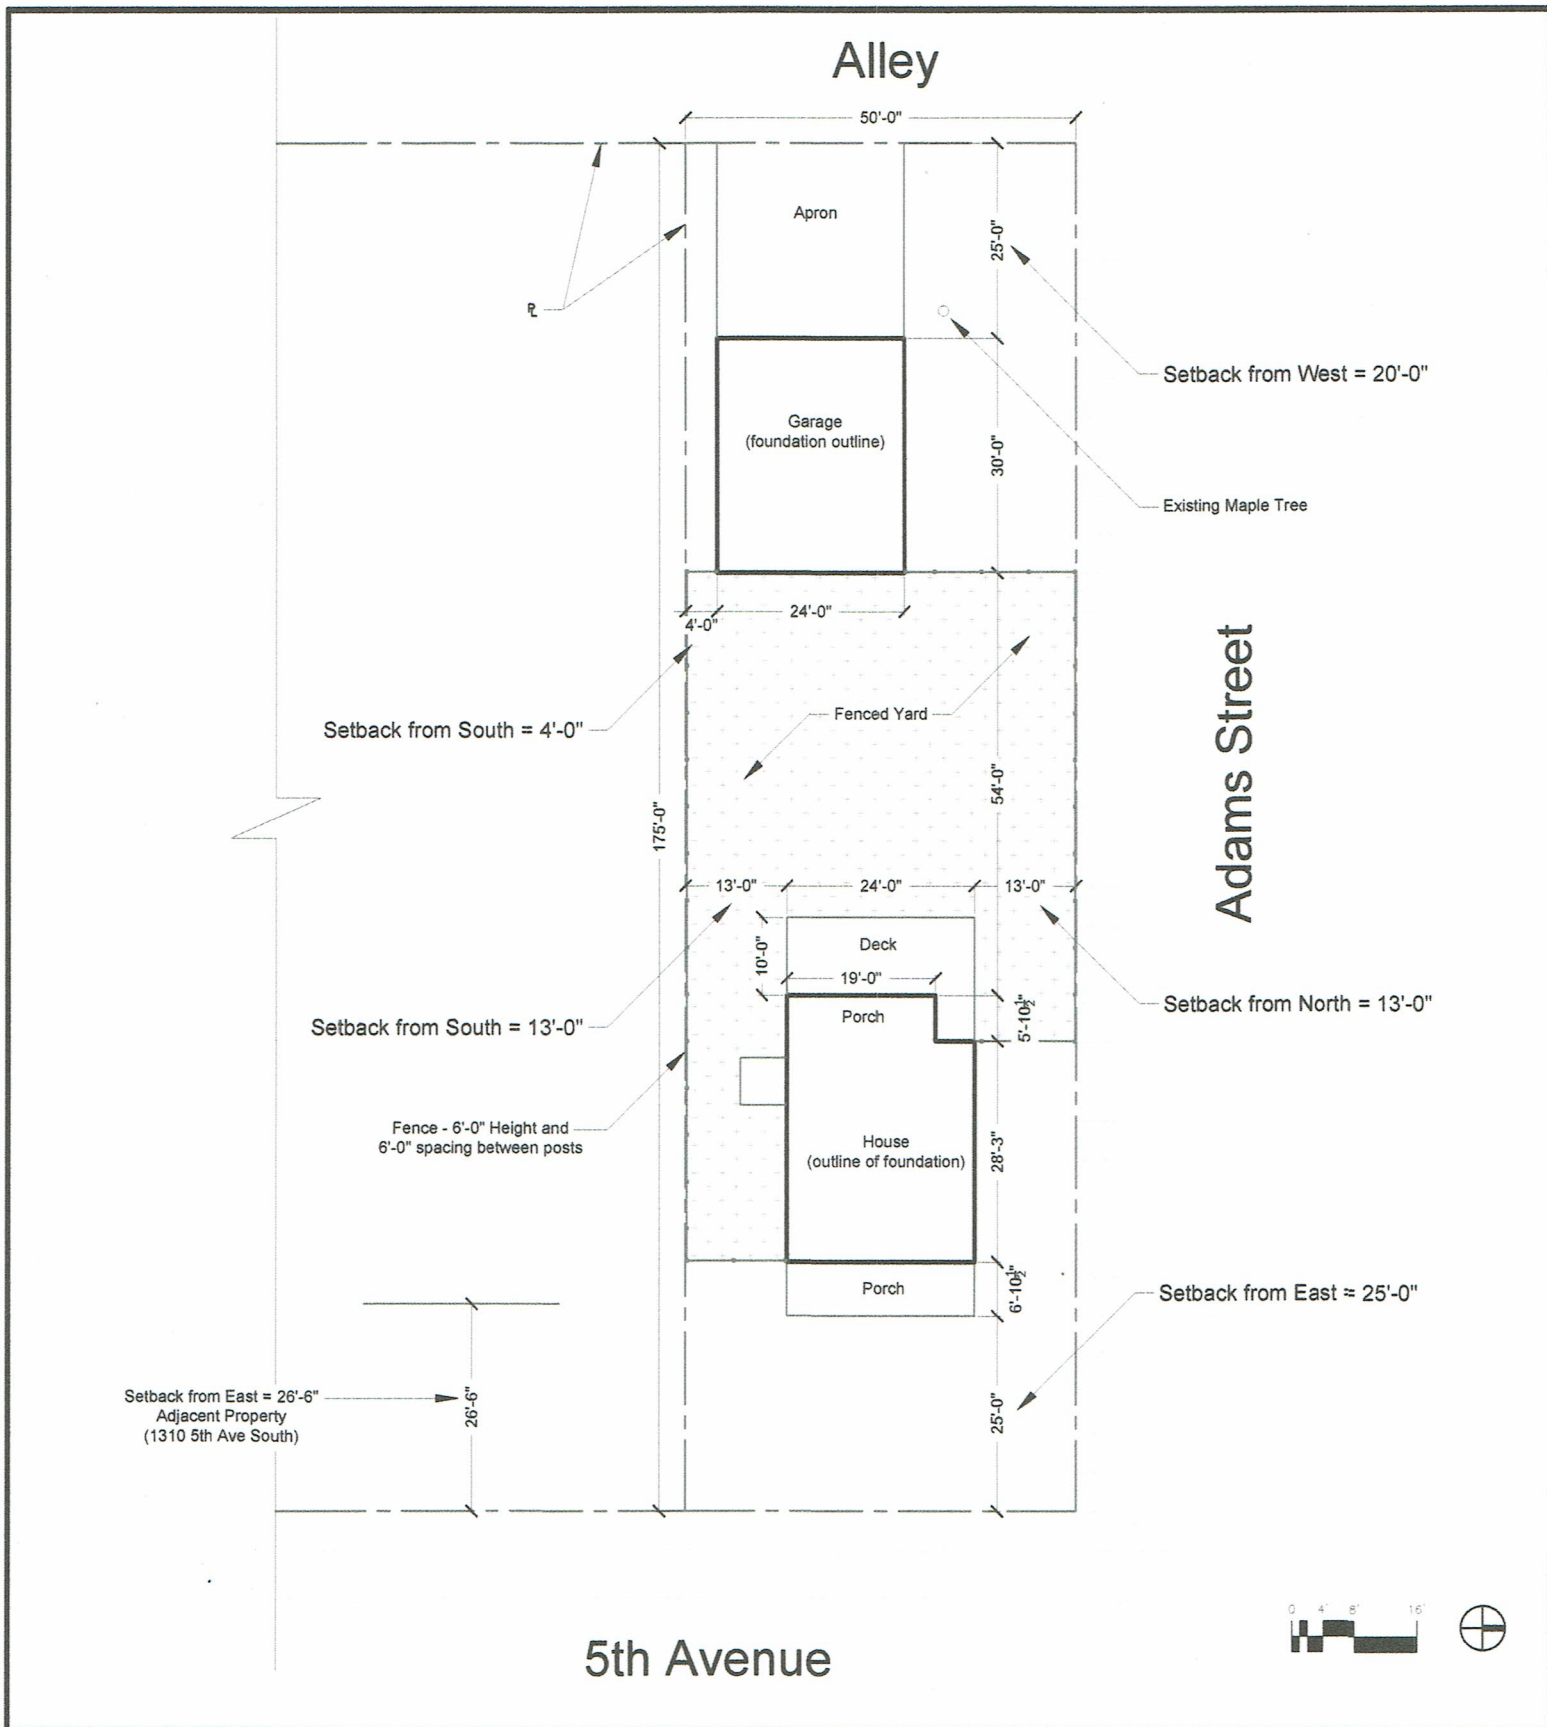 Alley
50'-0"
Apron
25'-0"
℄
Setback from West = 20'-0"
Garage
(foundation outline)
30'-0"
Existing Maple Tree
24'-0"
4'-0"
Adams Street
Fenced Yard
Setback from South = 4'-0"
54'-0"
175'-0"
13'-0"
24'-0"
13'-0"
Deck
10'-0"
19'-0"
Setback from North = 13'-0"
Porch
5'-10½"
Setback from South = 13'-0"
Fence - 6'-0" Height and
6'-0" spacing between posts
House
(outline of foundation)
28'-3"
Porch
6'-10½"
Setback from East = 25'-0"
Setback from East = 26'-6"
Adjacent Property
(1310 5th Ave South)
26'-6"
25'-0"
0 4' 8' 16'
5th Avenue